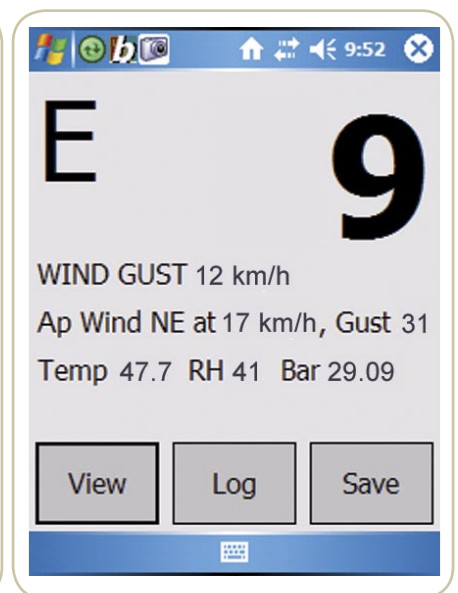 b 9:52
E 9
WIND GUST 12 km/h
Ap Wind NE at 17 km/h, Gust 31
Temp 47.7 RH 41 Bar 29.09
View Log Save